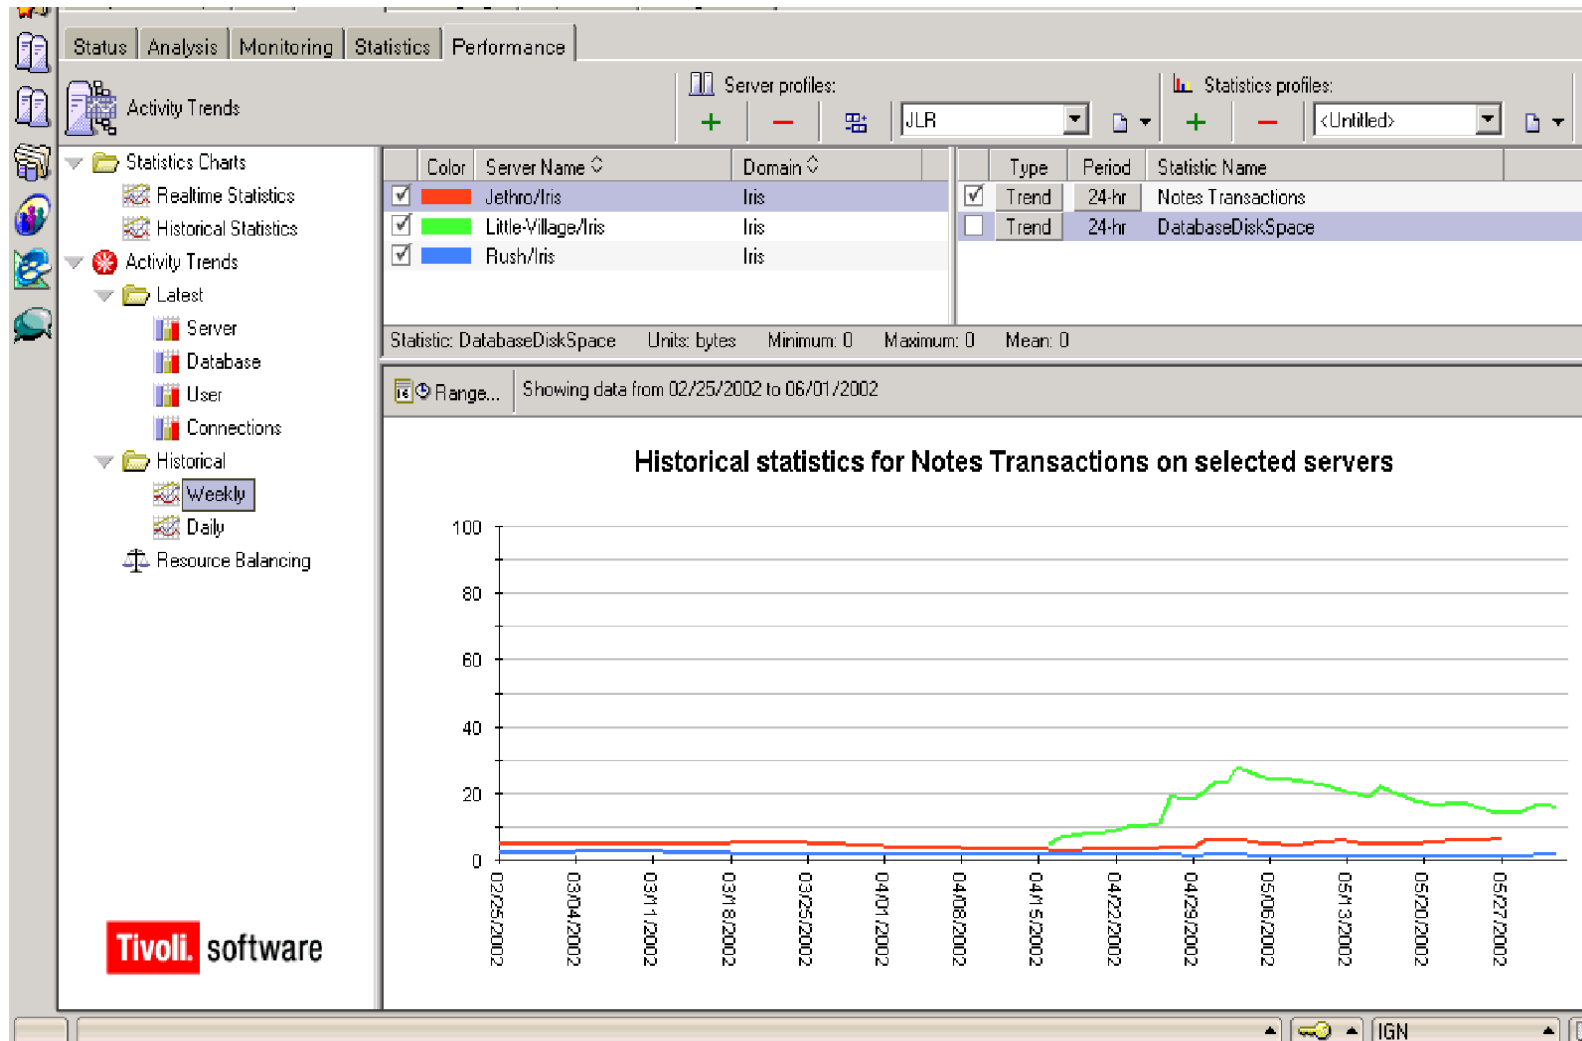 Status Analysis Monitoring Statistics Performance
Activity Trends
Server profiles:
JLR
Statistics profiles:
<Untitled>
Statistics Charts
Realtime Statistics
Historical Statistics
Activity Trends
Latest
Server
Database
User
Connections
Historical
Weekly
Daily
Resource Balancing
Tivoli. software
Color Server Name Domain
Jethro/Iris Iris
Little-Village/Iris Iris
Rush/Iris Iris
Type Period Statistic Name
Trend 24-hr Notes Transactions
Trend 24-hr DatabaseDiskSpace
Statistic: DatabaseDiskSpace Units: bytes Minimum: 0 Maximum: 0 Mean: 0
16 Range... Showing data from 02/25/2002 to 06/01/2002
Historical statistics for Notes Transactions on selected servers
100
80
60
40
20
0
02/25/2002
03/04/2002
03/11/2002
03/18/2002
03/25/2002
04/01/2002
04/08/2002
04/15/2002
04/22/2002
04/29/2002
05/06/2002
05/13/2002
05/20/2002
05/27/2002
IGN